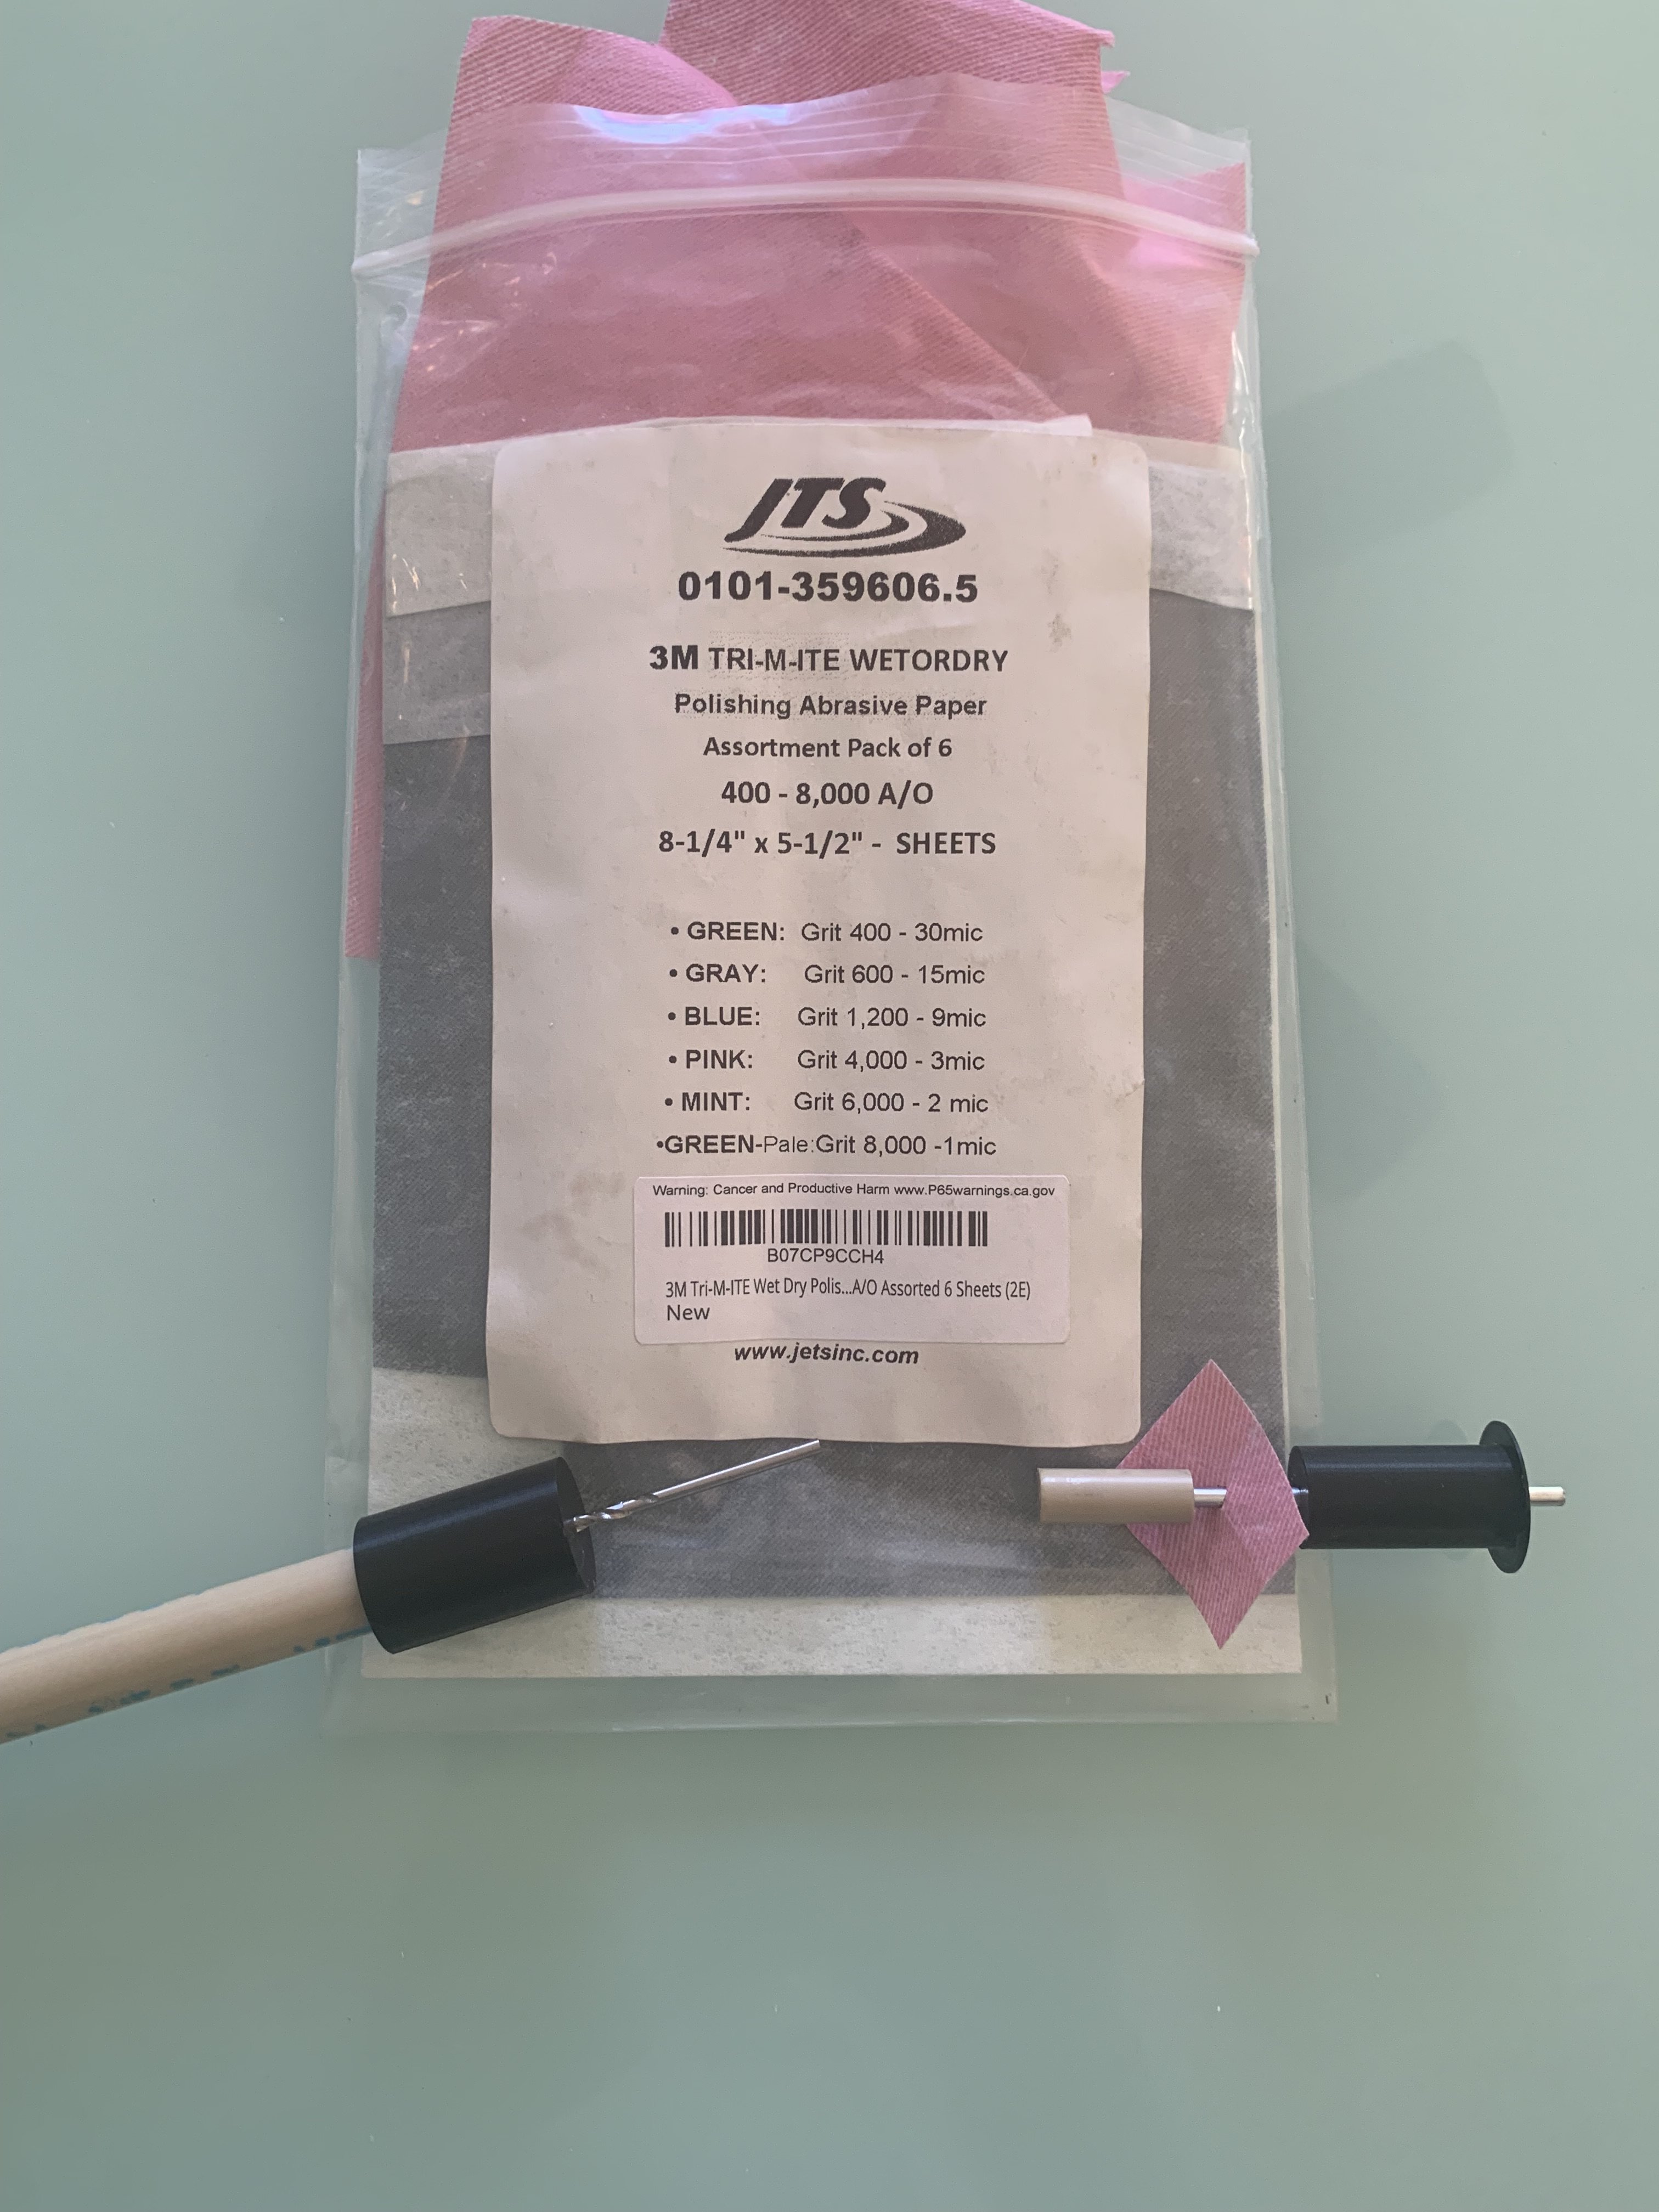 JTS
0101-359606.5
3M TRI-M-ITE WETORDRY
Polishing Abrasive Paper
Assortment Pack of 6
400 - 8,000 A/O
8-1/4" x 5-1/2" - SHEETS
• GREEN: Grit 400 - 30mic
• GRAY: Grit 600 - 15mic
• BLUE: Grit 1,200 - 9mic
• PINK: Grit 4,000 - 3mic
• MINT: Grit 6,000 - 2 mic
•GREEN-Pale:Grit 8,000 -1mic
Warning: Cancer and Productive Harm www.P65warnings.ca.gov
B07CP9CCH4
3M Tri-M-ITE Wet Dry Polis...A/O Assorted 6 Sheets (2E)
New
www.jetsinc.com